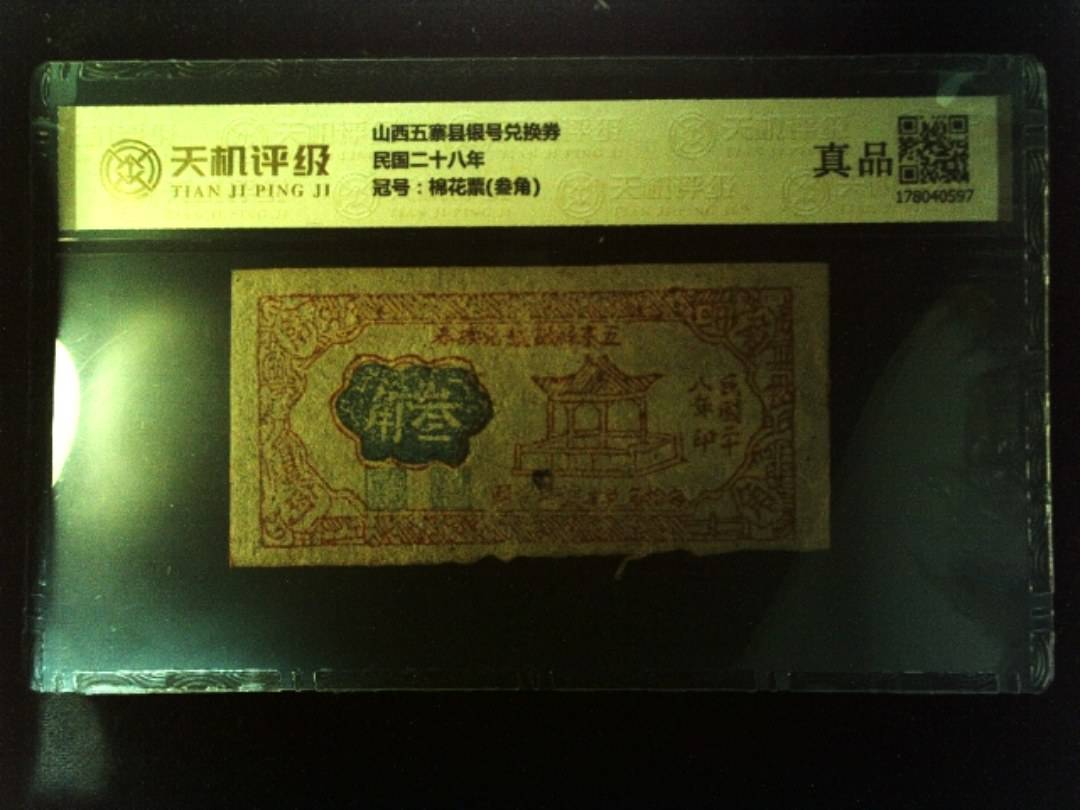 天机评级
TIAN JI PING JI
山西五寨县银号兑换券
民国二十八年
冠号：棉花票(叁角)
真品
178040597
叁角
民國二十
八年印